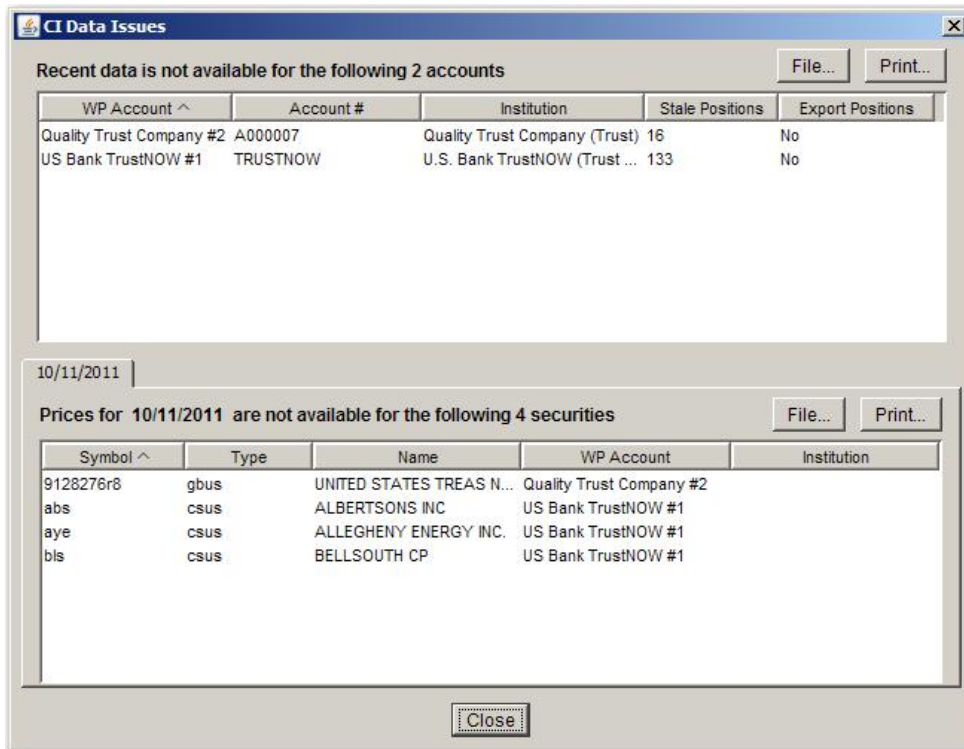 CI Data Issues
Recent data is not available for the following 2 accounts File... Print...
WP Account ^ Account # Institution Stale Positions Export Positions
Quality Trust Company #2 A000007 Quality Trust Company (Trust) 16 No
US Bank TrustNOW #1 TRUSTNOW U.S. Bank TrustNOW (Trust ... 133 No
10/11/2011
Prices for 10/11/2011 are not available for the following 4 securities File... Print...
Symbol ^ Type Name WP Account Institution
9128276r8 gbus UNITED STATES TREAS N... Quality Trust Company #2
abs csus ALBERTSONS INC US Bank TrustNOW #1
aye csus ALLEGHENY ENERGY INC. US Bank TrustNOW #1
bls csus BELLSOUTH CP US Bank TrustNOW #1
Close